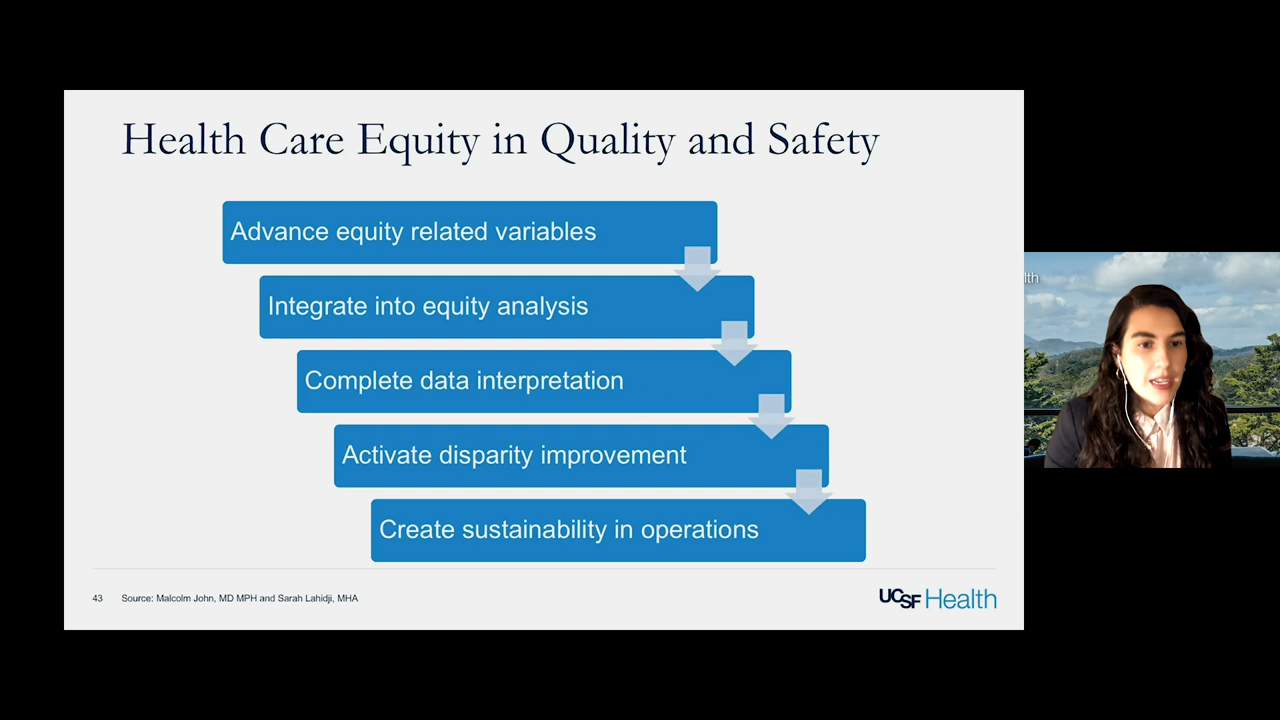 Health Care Equity in Quality and Safety
Advance equity related variables
Integrate into equity analysis
Complete data interpretation
Activate disparity improvement
Create sustainability in operations
43 Source: Malcolm John, MD MPH and Sarah Lahidji, MHA
UCSF Health
lth